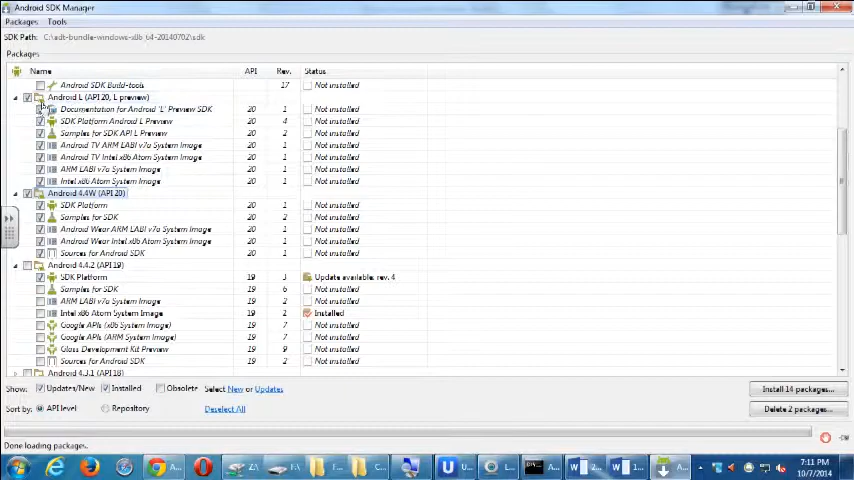 Android SDK Manager
Packages Tools
SDK Path: C:\adt-bundle-windows-x86_64-20140702\sdk
Packages
Name API Rev. Status
Android SDK Build-tools 17 Not installed
Android L (API 20, L preview)
Documentation for Android 'L' Preview SDK 20 1 Not installed
SDK Platform Android L Preview 20 4 Not installed
Samples for SDK API L Preview 20 2 Not installed
Android TV ARM EABI v7a System Image 20 1 Not installed
Android TV Intel x86 Atom System Image 20 1 Not installed
ARM EABI v7a System Image 20 1 Not installed
Intel x86 Atom System Image 20 1 Not installed
Android 4.4W (API 20)
SDK Platform 20 1 Not installed
Samples for SDK 20 2 Not installed
Android Wear ARM EABI v7a System Image 20 1 Not installed
Android Wear Intel x86 Atom System Image 20 1 Not installed
Sources for Android SDK 20 1 Not installed
Android 4.4.2 (API 19)
SDK Platform 19 3 Update available: rev. 4
Samples for SDK 19 6 Not installed
ARM EABI v7a System Image 19 2 Not installed
Intel x86 Atom System Image 19 2 Installed
Google APIs (x86 System Image) 19 7 Not installed
Google APIs (ARM System Image) 19 7 Not installed
Glass Development Kit Preview 19 9 Not installed
Sources for Android SDK 19 2 Not installed
Android 4.3.1 (API 18)
Show: Updates/New Installed Obsolete Select New or Updates Install 14 packages...
Sort by: API level Repository Deselect All Delete 2 packages...
Done loading packages.
A... Z:\ F:\ F... C... U... U... A... 2... 1... A... 7:11 PM
10/7/2014